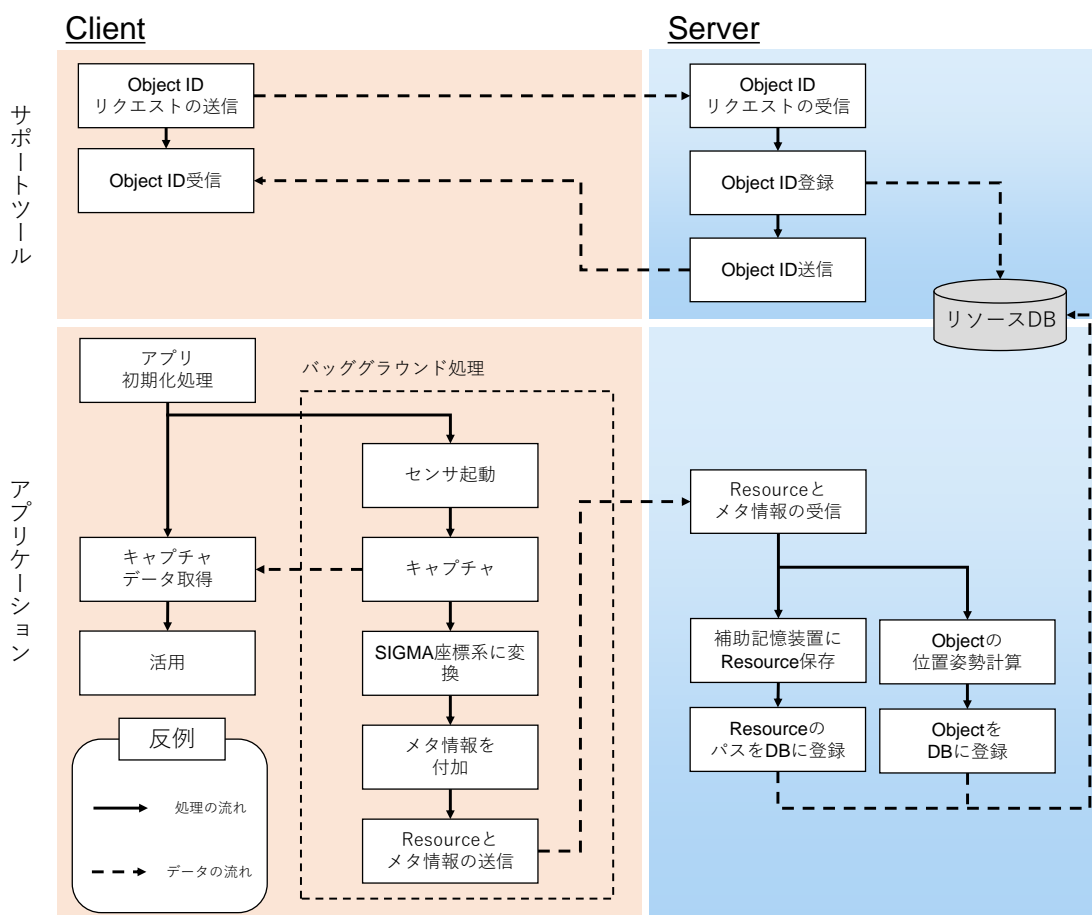 Client
Server
サポートツール
Object ID
リクエストの送信
Object ID受信
Object ID
リクエストの受信
Object ID登録
Object ID送信
リソースDB
アプリケーション
アプリ
初期化処理
バッググラウンド処理
センサ起動
キャプチャ
データ取得
キャプチャ
活用
SIGMA座標系に変
換
メタ情報を
付加
Resourceと
メタ情報の送信
反例
処理の流れ
データの流れ
Resourceと
メタ情報の受信
補助記憶装置に
Resource保存
Objectの
位置姿勢計算
Resourceの
パスをDBに登録
Objectを
DBに登録